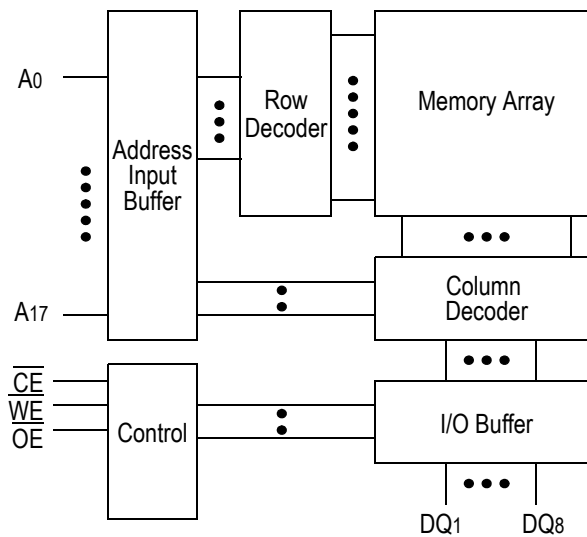 A0
Address
Input
Buffer
Row
Decoder
Memory Array
A17
Column
Decoder
CE
WE
OE
Control
I/O Buffer
DQ1
DQ8